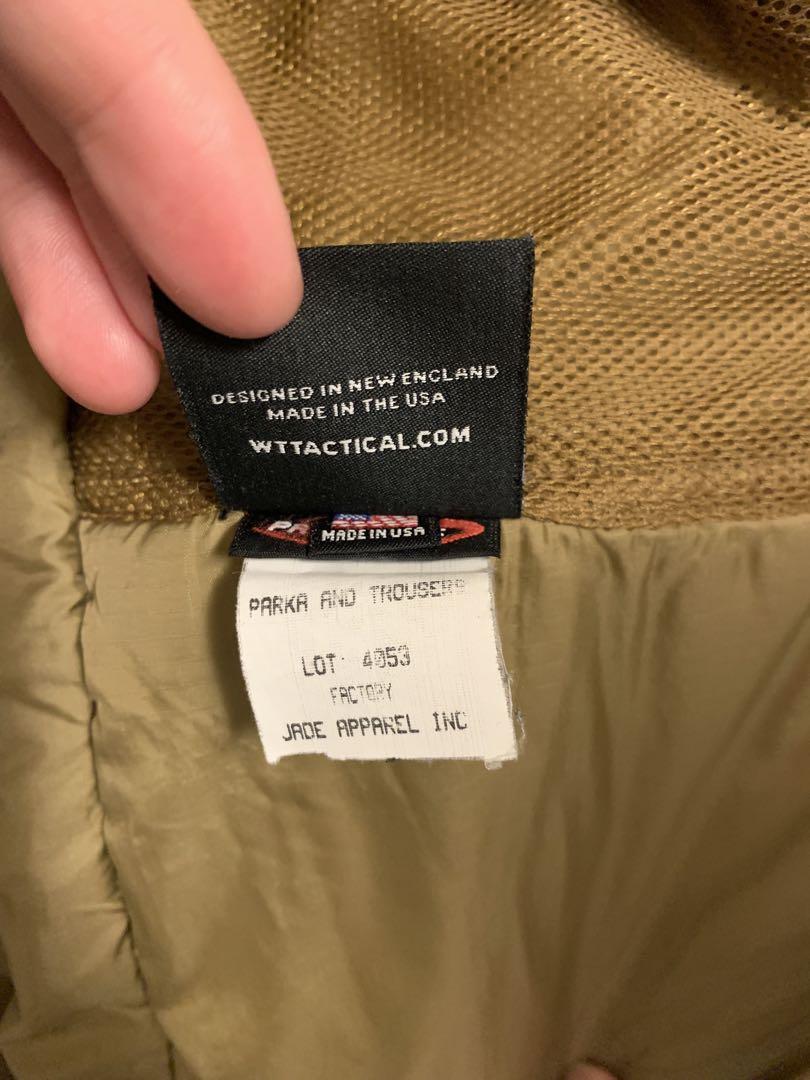 DESIGNED IN NEW ENGLAND
MADE IN THE USA
WTTACTICAL.COM
PR
MADE IN USA
PARKA AND TROUSERS
LOT 4053
FACTORY
JADE APPAREL INC